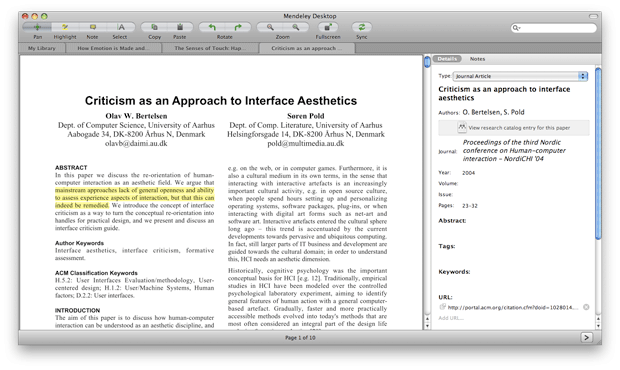 Mendeley Desktop
Pan Highlight Note Select Copy Paste Rotate Zoom Fullscreen Sync
My Library How Emotion is Made and... The Senses of Touch: Hap... Criticism as an approach ...
Criticism as an Approach to Interface Aesthetics
Olav W. Bertelsen
Dept. of Computer Science, University of Aarhus
Aabogade 34, DK-8200 Århus N, Denmark
olavb@daimi.au.dk
Søren Pold
Dept. of Comp. Literature, University of Aarhus
Helsingforsgade 14, DK-8200 Århus N, Denmark
pold@multimedia.au.dk
ABSTRACT
In this paper we discuss the reorientation of human-
computer interaction as an aesthetic field. We argue that
mainstream approaches lack of general openness and ability
to assess experience aspects of interaction, but that this can
indeed be remedied. We introduce the concept of interface
criticism as a way to turn the conceptual re-orientation into
handles for practical design, and we present and discuss an
interface criticism guide.
Author Keywords
Interface aesthetics, interface criticism, formative
assessment.
ACM Classification Keywords
H.5.2: User Interfaces Evaluation/methodology, User-
centered design; H.1.2: User/Machine Systems, Human
factors; D.2.2: User interfaces.
INTRODUCTION
The aim of this paper is to discuss how human-computer
interaction can be understood as an aesthetic discipline, and
e.g. on the web, or in computer games. Furthermore, it is
also a cultural medium in its own terms, in the sense that
interacting with interactive artefacts is an increasingly
important cultural activity, e.g. in open source culture,
when people spend hours setting up and personalizing
operating systems, software packages, plug-ins, or when
interacting with digital art forms such as net-art and
software art. Interactive artefacts entered the cultural sphere
long ago – this trend is accentuated by the current
developments towards pervasive and ubiquitous computing.
In fact, still larger parts of IT business and development are
guided towards the cultural domain; in order to understand
this, HCI needs an aesthetic dimension.
Historically, cognitive psychology was the important
conceptual basis for HCI [e.g. 12]. Traditionally, empirical
studies in HCI have been modeled over the controlled
psychological laboratory experiment, aiming to identify
general features of human action with a general computer-
based artefact. Gradually, faster and more practically
accessible methods evolved into today's methods that are
most often considered an integral part of the design life
Details Notes
Type: Journal Article
Criticism as an approach to interface
aesthetics
Authors: O. Bertelsen, S. Pold
View research catalog entry for this paper
Journal: Proceedings of the third Nordic
conference on Human-computer
interaction - NordiCHI '04
Year: 2004
Volume:
Issue:
Pages: 23-32
Abstract:
Tags:
Keywords:
URL:
http://portal.acm.org/citation.cfm?doid=1028014...
Add URL...
Page 1 of 10